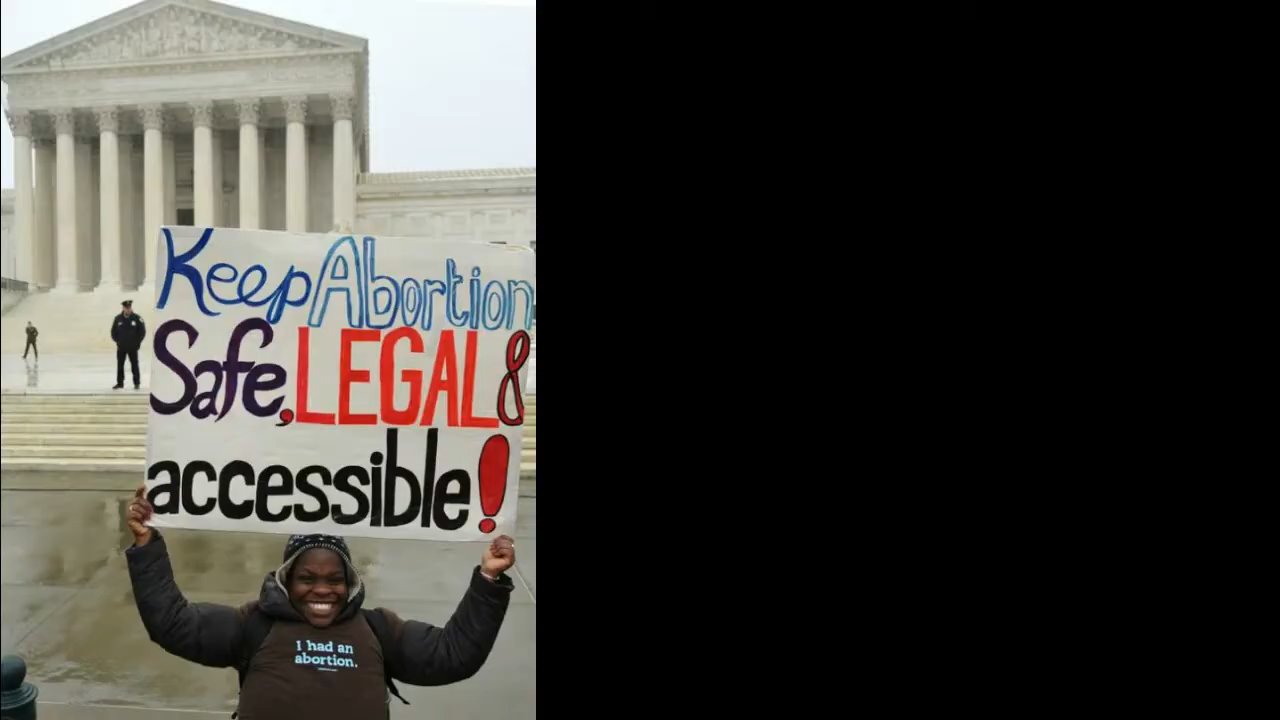 Keep Abortion
Safe, LEGAL &
accessible!
I had an
abortion.